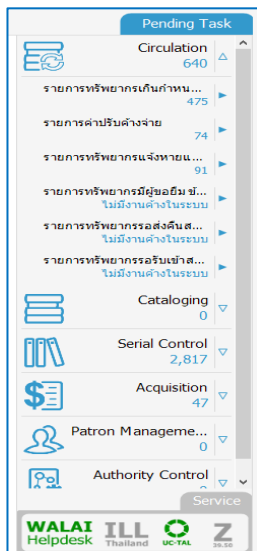 Pending Task
Circulation
640
รายการทรัพยากรเกินกำหน...
475
รายการค่าปรับค้างจ่าย
74
รายการทรัพยากรแจ้งหายแ...
91
รายการทรัพยากรมีผู้ขอยืม ข้...
ไม่มีงานค้างในระบบ
รายการทรัพยากรรอส่งคืนส...
ไม่มีงานค้างในระบบ
รายการทรัพยากรรอรับเข้าส...
ไม่มีงานค้างในระบบ
Cataloging
0
Serial Control
2,817
Acquisition
47
Patron Manageme...
0
Authority Control
Service
WALAI
Helpdesk
ILL
Thailand
UC-TAL
Z
39.50